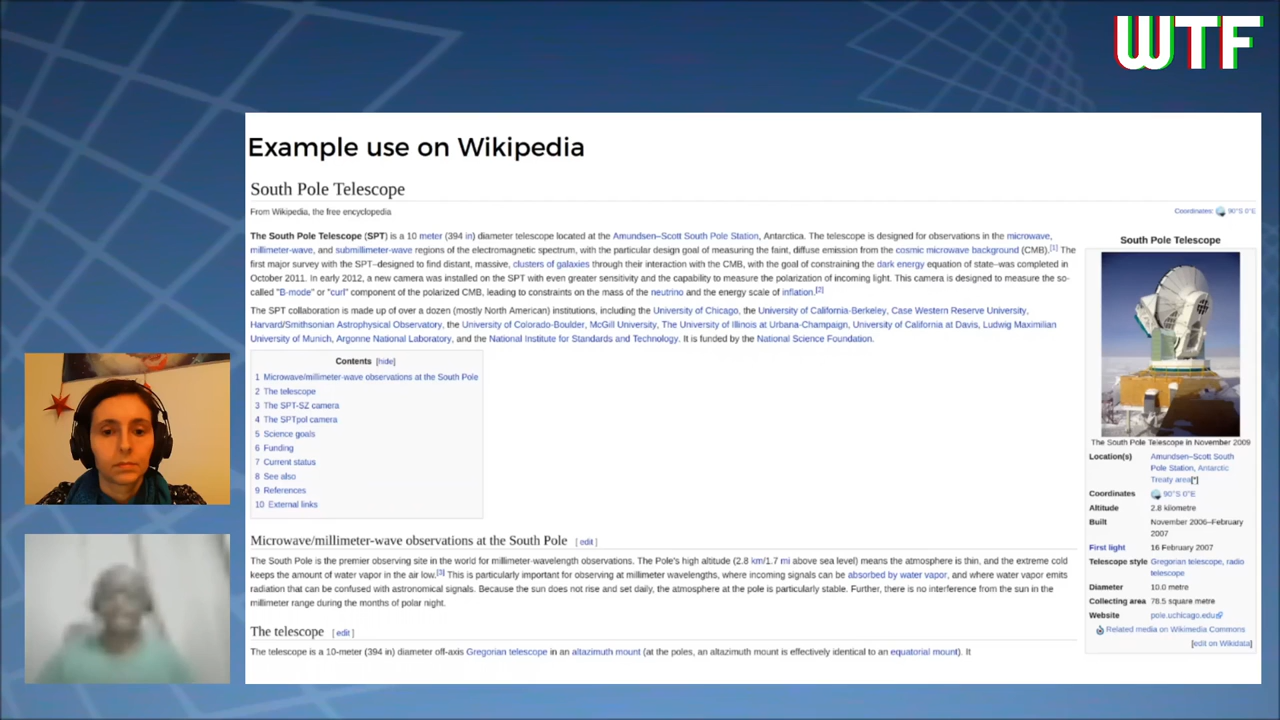 WTF
Example use on Wikipedia
South Pole Telescope
From Wikipedia, the free encyclopedia
Coordinates: 90°S 0°E
The South Pole Telescope (SPT) is a 10 meter (394 in) diameter telescope located at the Amundsen–Scott South Pole Station, Antarctica. The telescope is designed for observations in the microwave,
millimeter-wave, and submillimeter-wave regions of the electromagnetic spectrum, with the particular design goal of measuring the faint, diffuse emission from the cosmic microwave background (CMB).[1] The
first major survey with the SPT–designed to find distant, massive, clusters of galaxies through their interaction with the CMB, with the goal of constraining the dark energy equation of state–was completed in
October 2011. In early 2012, a new camera was installed on the SPT with even greater sensitivity and the capability to measure the polarization of incoming light. This camera is designed to measure the so-
called "B-mode" or "curl" component of the polarized CMB, leading to constraints on the mass of the neutrino and the energy scale of inflation.[2]
The SPT collaboration is made up of over a dozen (mostly North American) institutions, including the University of Chicago, the University of California-Berkeley, Case Western Reserve University,
Harvard/Smithsonian Astrophysical Observatory, the University of Colorado-Boulder, McGill University, The University of Illinois at Urbana-Champaign, University of California at Davis, Ludwig Maximilian
University of Munich, Argonne National Laboratory, and the National Institute for Standards and Technology. It is funded by the National Science Foundation.
Contents [hide]
1 Microwave/millimeter-wave observations at the South Pole
2 The telescope
3 The SPT-SZ camera
4 The SPTpol camera
5 Science goals
6 Funding
7 Current status
8 See also
9 References
10 External links
Microwave/millimeter-wave observations at the South Pole [ edit ]
The South Pole is the premier observing site in the world for millimeter-wavelength observations. The Pole's high altitude (2.8 km/1.7 mi above sea level) means the atmosphere is thin, and the extreme cold
keeps the amount of water vapor in the air low.[3] This is particularly important for observing at millimeter wavelengths, where incoming signals can be absorbed by water vapor, and where water vapor emits
radiation that can be confused with astronomical signals. Because the sun does not rise and set daily, the atmosphere at the pole is particularly stable. Further, there is no interference from the sun in the
millimeter range during the months of polar night.
The telescope [ edit ]
The telescope is a 10-meter (394 in) diameter off-axis Gregorian telescope in an altazimuth mount (at the poles, an altazimuth mount is effectively identical to an equatorial mount). It
South Pole Telescope
The South Pole Telescope in November 2009
Location(s) Amundsen–Scott South
Pole Station, Antarctic
Treaty area[*]
Coordinates 90°S 0°E
Altitude 2.8 kilometre
Built November 2006–February
2007
First light 16 February 2007
Telescope style Gregorian telescope, radio
telescope
Diameter 10.0 metre
Collecting area 78.5 square metre
Website pole.uchicago.edu
Related media on Wikimedia Commons
[edit on Wikidata]